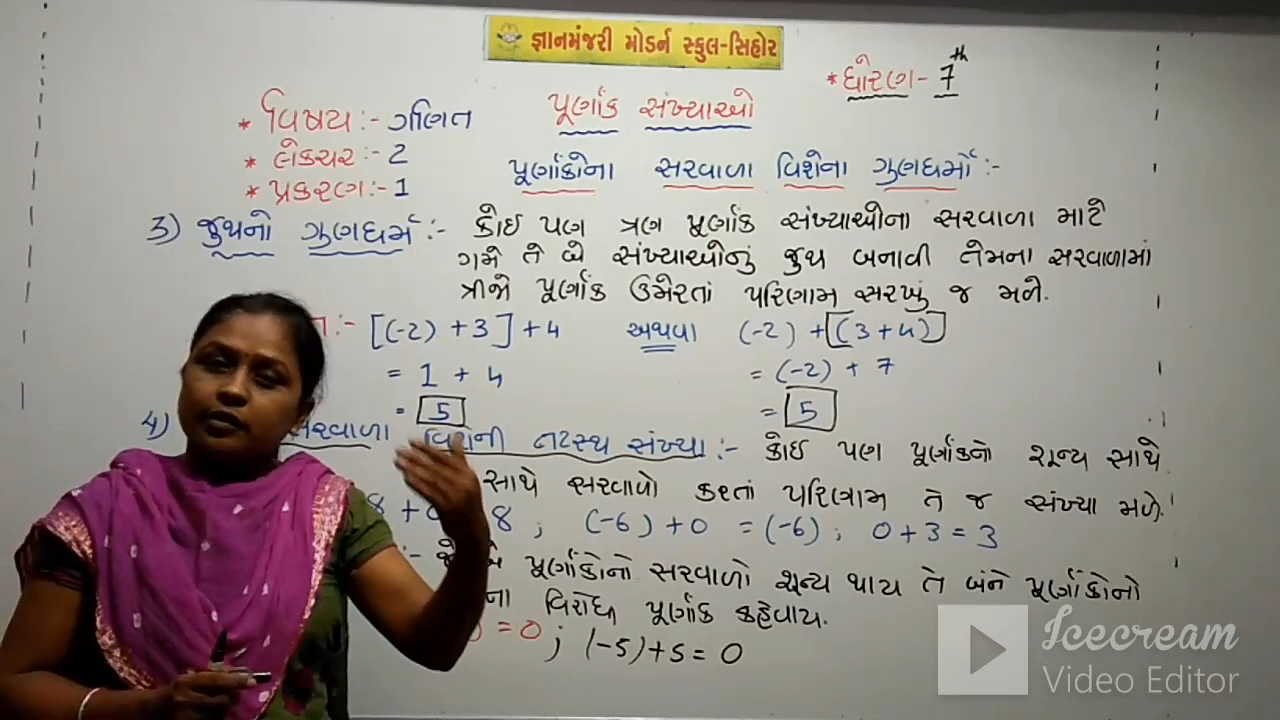 જ્ઞાનમંજરી મોડર્ન સ્કુલ-સિહોર
* ધોરણ- 7th
* વિષય :- ગણિત
પૂર્ણાંક સંખ્યાઓ
* લેકચર :- 2
* પ્રકરણ :- 1
પૂર્ણાંકોના સરવાળા વિશેના ગુણધર્મો :-
3) જુથનો ગુણધર્મ :- કોઈ પણ ત્રણ પૂર્ણાંક સંખ્યાઓના સરવાળા માટે
ગમે તે બે સંખ્યાઓનું જુથ બનાવી તેમના સરવાળામાં
ત્રીજો પૂર્ણાંક ઉમેરતાં પરિણામ સરખું જ મળે.
:- [(-2) + 3] + 4 અથવા (-2) + (3+4)
= 1 + 4 = (-2) + 7
= 5 = 5
4) સરવાળા વિશેની તટસ્થ સંખ્યા :- કોઈ પણ પૂર્ણાંકનો શૂન્ય સાથે
સાથે સરવાળો કરતાં પરિણામ તે જ સંખ્યા મળે.
8 + 8 ; (-6) + 0 = (-6) ; 0 + 3 = 3
:- પૂર્ણાંકોનો સરવાળો શૂન્ય થાય તે બંને પૂર્ણાંકોનો
વિરોધી પૂર્ણાંક કહેવાય.
= 0 ; (-5)+5 = 0
Icecream
Video Editor